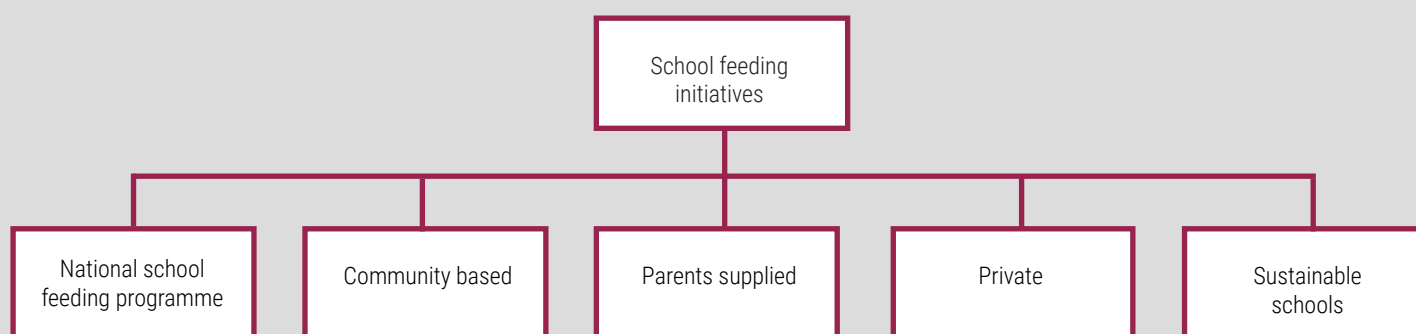 School feeding
initiatives
National school
feeding programme
Community based
Parents supplied
Private
Sustainable
schools